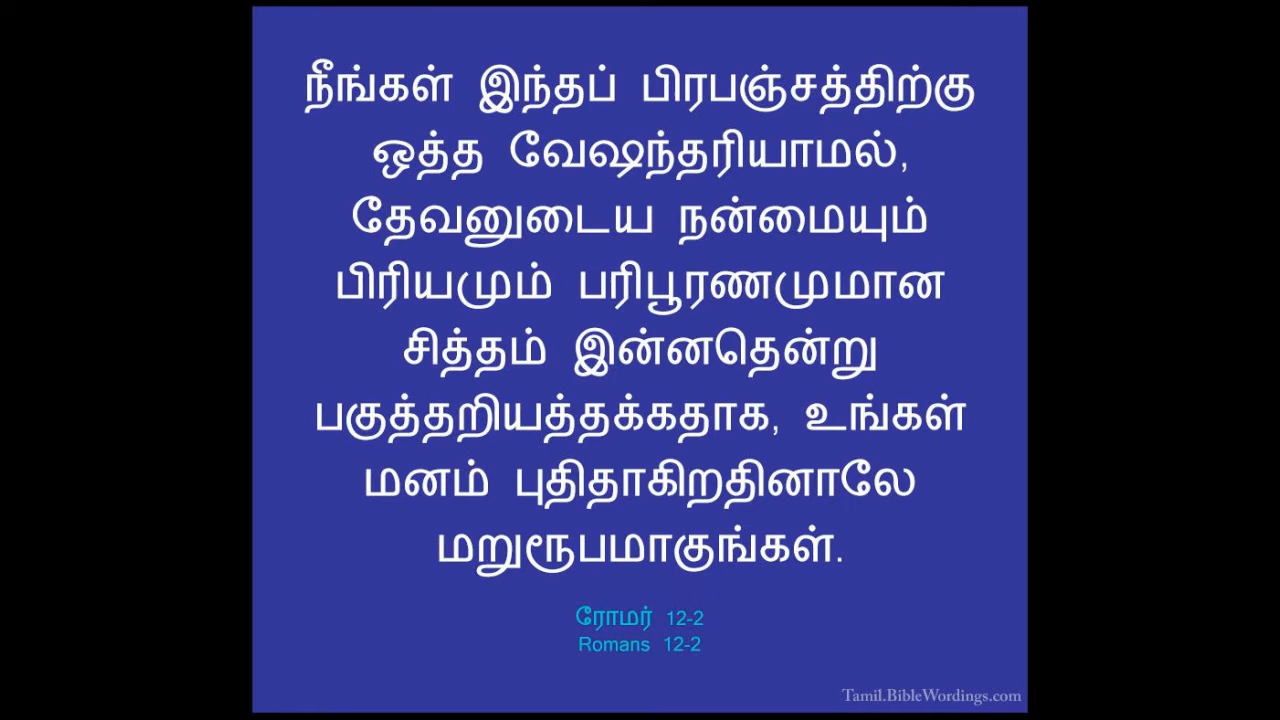 நீங்கள் இந்தப் பிரபஞ்சத்திற்கு
ஒத்த வேஷந்தரியாமல்,
தேவனுடைய நன்மையும்
பிரியமும் பரிபூரணமுமான
சித்தம் இன்னதென்று
பகுத்தறியத்தக்கதாக, உங்கள்
மனம் புதிதாகிறதினாலே
மறுரூபமாகுங்கள்.
ரோமர் 12-2
Romans 12-2
Tamil.BibleWordings.com